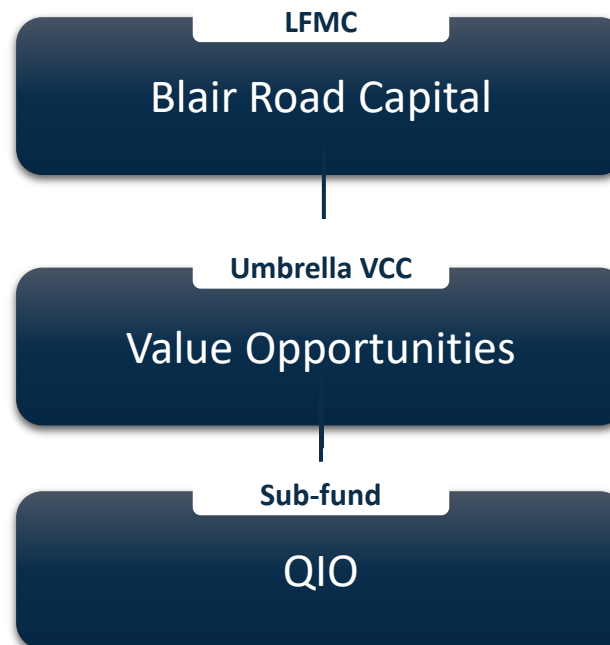 LFMC
Blair Road Capital
Umbrella VCC
Value Opportunities
Sub-fund
QIO